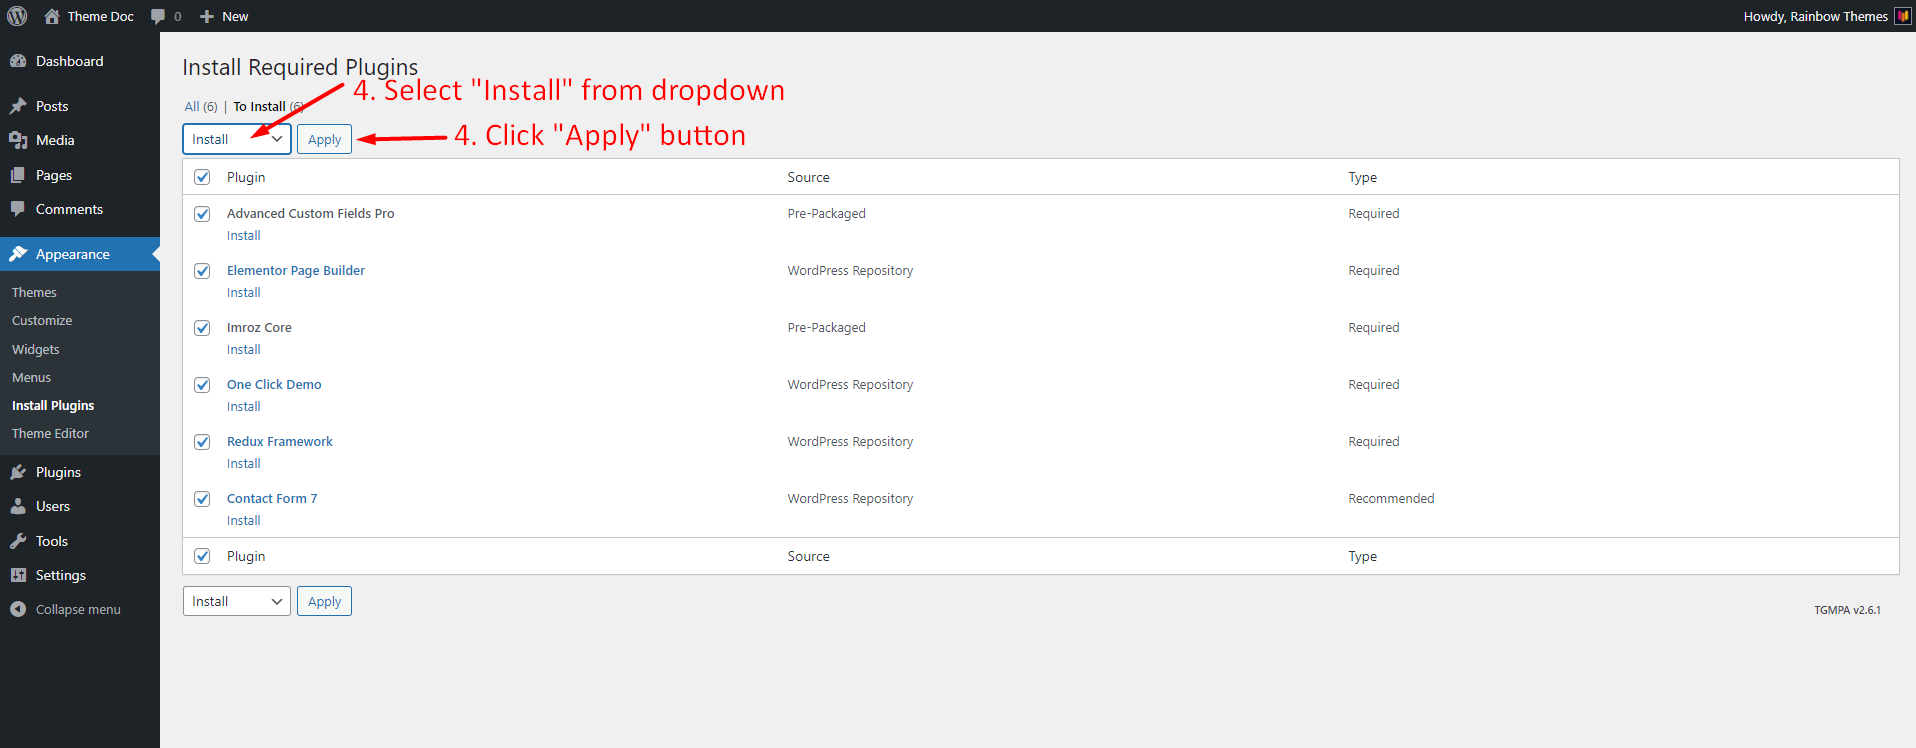 Theme Doc 0 New Howdy, Rainbow Themes
Dashboard
Posts
Media
Pages
Comments
Appearance
Themes
Customize
Widgets
Menus
Install Plugins
Theme Editor
Plugins
Users
Tools
Settings
Collapse menu
Install Required Plugins
4. Select "Install" from dropdown
All (6) | To Install (6)
Install Apply 4. Click "Apply" button
Plugin Source Type
Advanced Custom Fields Pro Pre-Packaged Required
Install
Elementor Page Builder WordPress Repository Required
Install
Imroz Core Pre-Packaged Required
Install
One Click Demo WordPress Repository Required
Install
Redux Framework WordPress Repository Required
Install
Contact Form 7 WordPress Repository Recommended
Install
Plugin Source Type
Install Apply
TGMPA v2.6.1